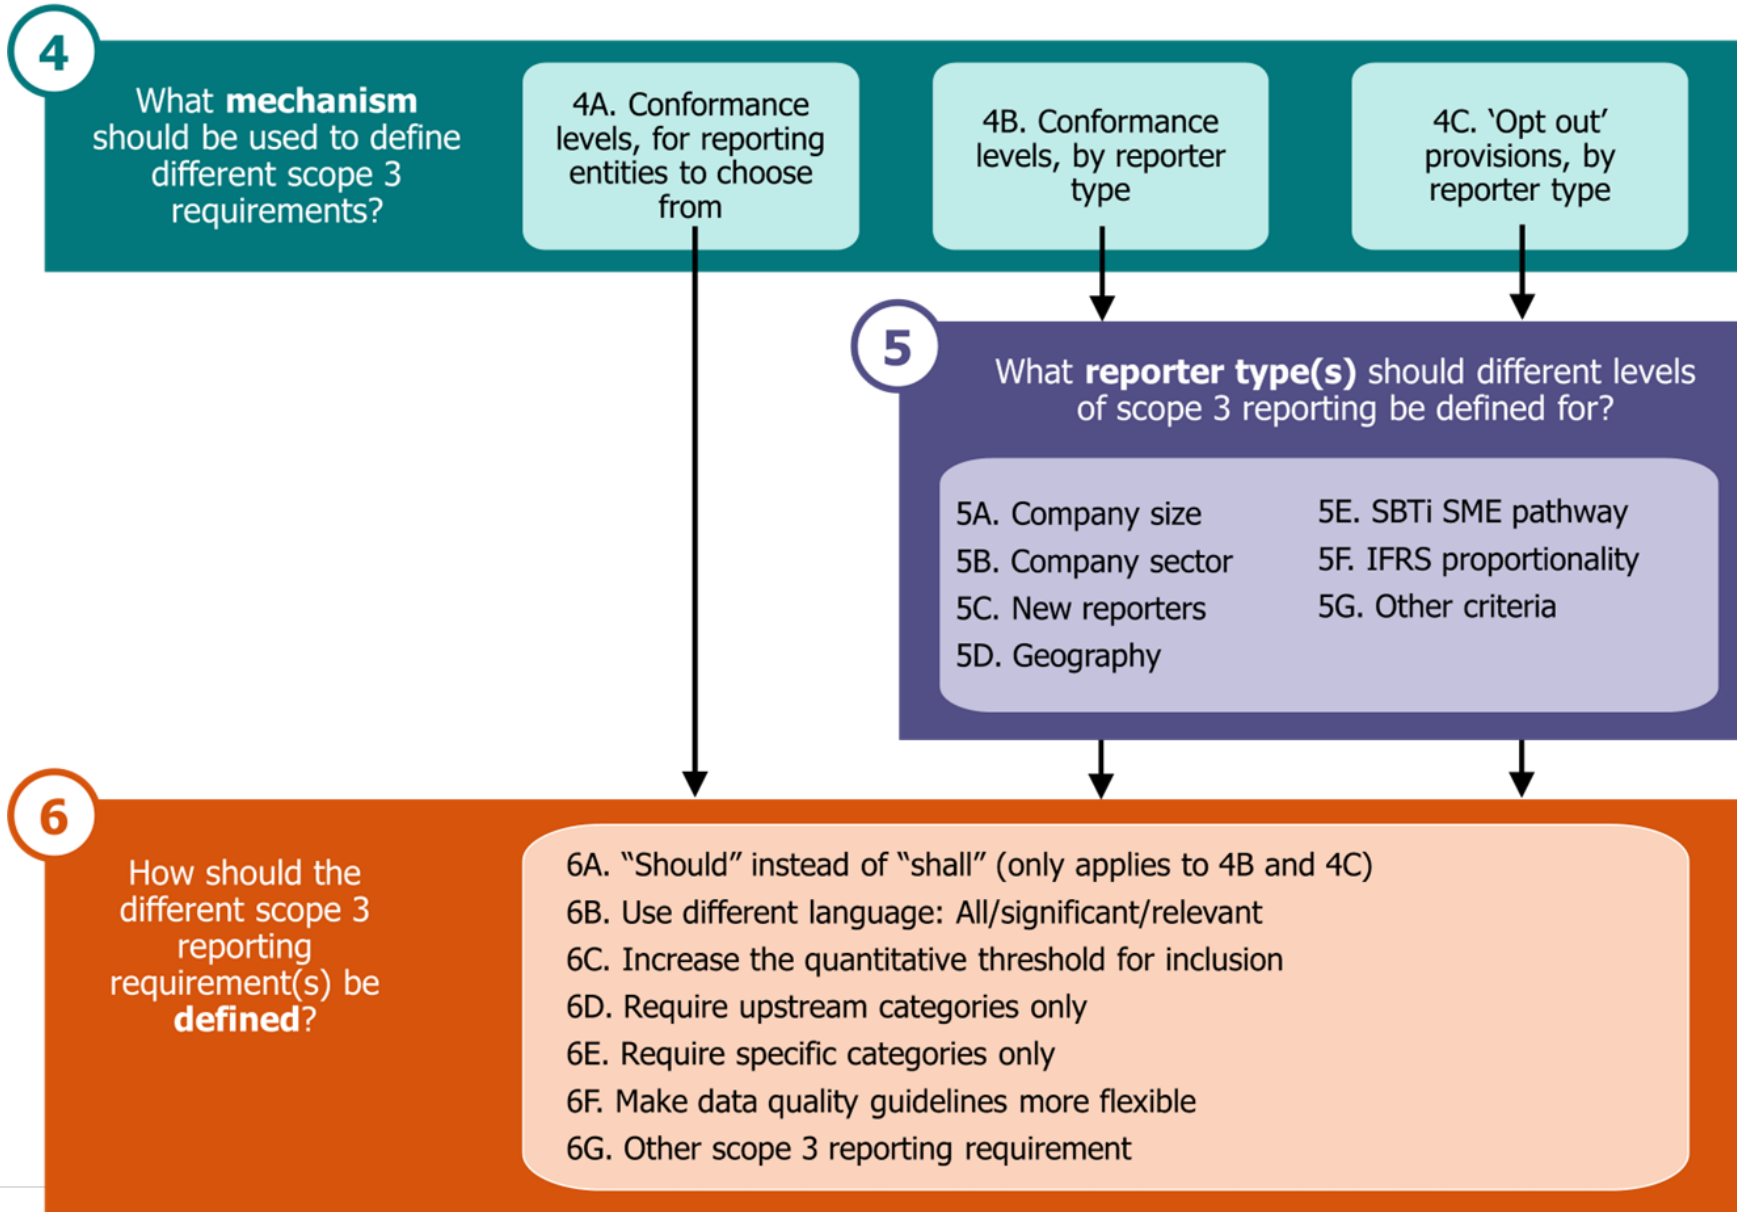 4
What mechanism
should be used to define
different scope 3
requirements?
4A. Conformance
levels, for reporting
entities to choose
from
4B. Conformance
levels, by reporter
type
4C. ‘Opt out’
provisions, by
reporter type
5
What reporter type(s) should different levels
of scope 3 reporting be defined for?
5A. Company size
5B. Company sector
5C. New reporters
5D. Geography
5E. SBTi SME pathway
5F. IFRS proportionality
5G. Other criteria
6
How should the
different scope 3
reporting
requirement(s) be
defined?
6A. “Should” instead of “shall” (only applies to 4B and 4C)
6B. Use different language: All/significant/relevant
6C. Increase the quantitative threshold for inclusion
6D. Require upstream categories only
6E. Require specific categories only
6F. Make data quality guidelines more flexible
6G. Other scope 3 reporting requirement